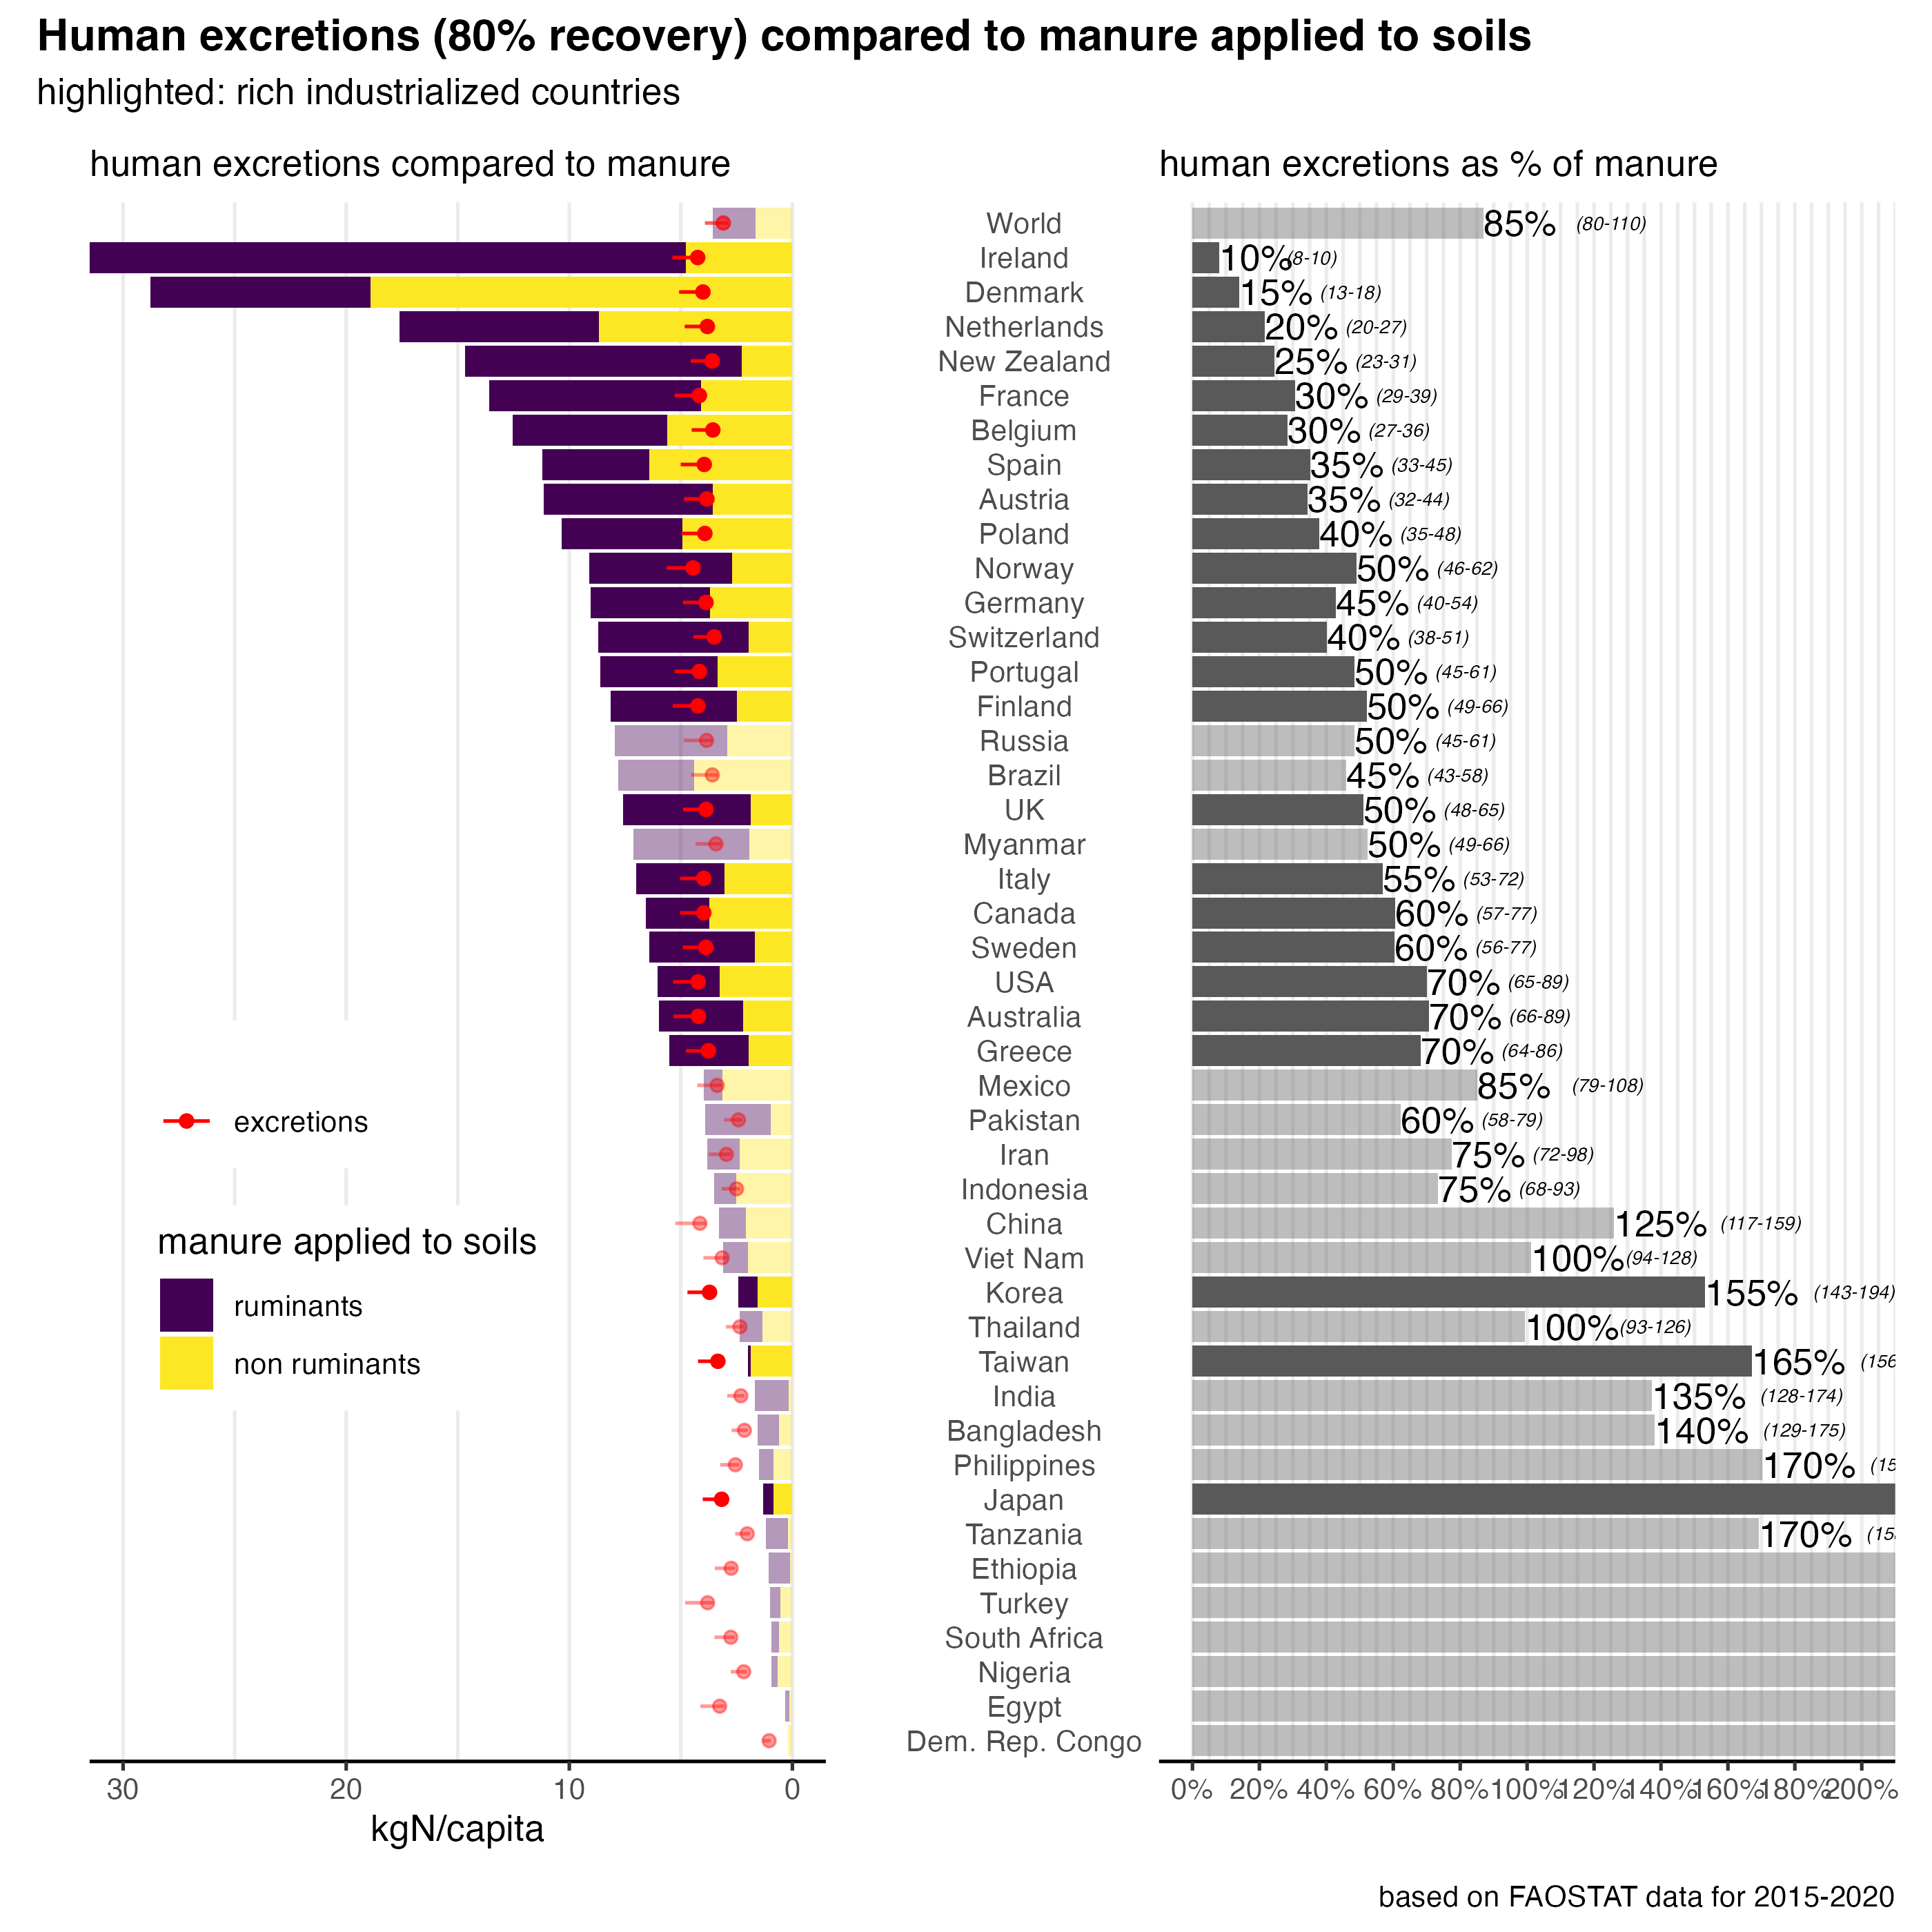 Human excretions (80% recovery) compared to manure applied to soils
highlighted: rich industrialized countries
human excretions compared to manure
human excretions as % of manure
World 85% (80-110)
Ireland 10% (8-10)
Denmark 15% (13-18)
Netherlands 20% (20-27)
New Zealand 25% (23-31)
France 30% (29-39)
Belgium 30% (27-36)
Spain 35% (33-45)
Austria 35% (32-44)
Poland 40% (35-48)
Norway 50% (46-62)
Germany 45% (40-54)
Switzerland 40% (38-51)
Portugal 50% (45-61)
Finland 50% (49-66)
Russia 50% (45-61)
Brazil 45% (43-58)
UK 50% (48-65)
Myanmar 50% (49-66)
Italy 55% (53-72)
Canada 60% (57-77)
Sweden 60% (56-77)
USA 70% (65-89)
Australia 70% (66-89)
Greece 70% (64-86)
Mexico 85% (79-108)
Pakistan 60% (58-79)
Iran 75% (72-98)
Indonesia 75% (68-93)
China 125% (117-159)
Viet Nam 100% (94-128)
Korea 155% (143-194)
Thailand 100% (93-126)
Taiwan 165% (156
India 135% (128-174)
Bangladesh 140% (129-175)
Philippines 170% (15
Japan
Tanzania 170% (15
Ethiopia
Turkey
South Africa
Nigeria
Egypt
Dem. Rep. Congo
excretions
manure applied to soils
ruminants
non ruminants
30 20 10 0
kgN/capita
0% 20% 40% 60% 80% 100% 120% 140% 160% 180% 200%
based on FAOSTAT data for 2015-2020